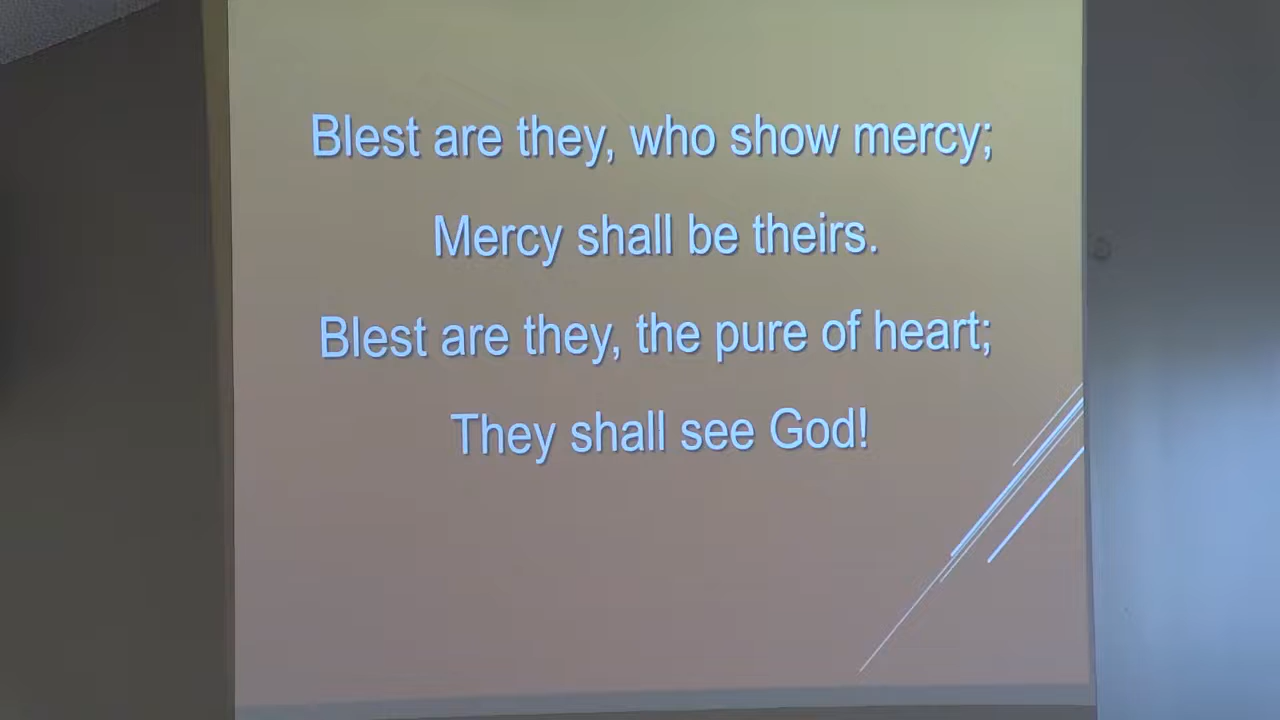 Blest are they, who show mercy;
Mercy shall be theirs.
Blest are they, the pure of heart;
They shall see God!